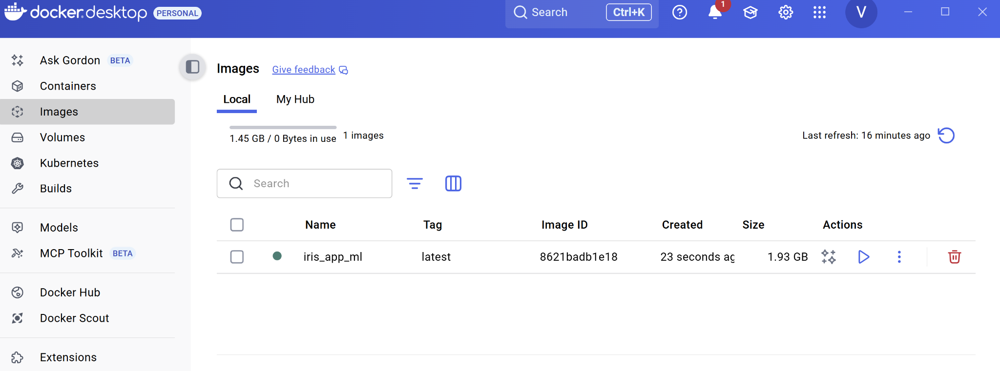 docker desktop PERSONAL
Search Ctrl+K
1
V
Ask Gordon BETA
Containers
Images
Volumes
Kubernetes
Builds
Models
MCP Toolkit BETA
Docker Hub
Docker Scout
Extensions
Images Give feedback
Local My Hub
1.45 GB / 0 Bytes in use 1 images
Last refresh: 16 minutes ago
Search
Name Tag Image ID Created Size Actions
iris_app_ml latest 8621badb1e18 23 seconds ag 1.93 GB